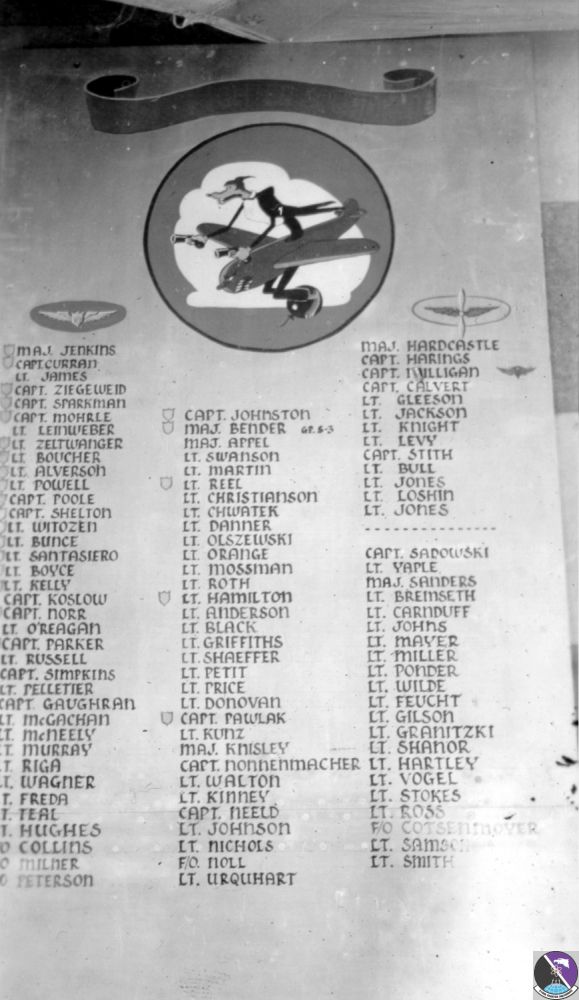 MAJ. JENKINS
CAPT. CURRAN
LT. JAMES
CAPT. ZIEGEWEID
CAPT. SPARKMAN
CAPT. MOHRLE
LT. LEINWEBER
LT. ZELTWANGER
LT. BOUCHER
LT. ALVERSON
LT. POWELL
CAPT. POOLE
CAPT. SHELTON
LT. WITOZEN
LT. BUNCE
LT. SANTASIERO
LT. BOYCE
LT. KELLY
CAPT. KOSLOW
CAPT. NORR
LT. O'REAGAN
CAPT. PARKER
LT. RUSSELL
CAPT. SIMPKINS
LT. PELLETIER
CAPT GAUGHRAN
LT. McGACHAN
LT. McNEELY
LT. MURRAY
LT. RIGA
LT. WAGNER
T. FREDA
T. TEAL
T. HUGHES
O COLLINS
O MILNER
O PETERSON
CAPT. JOHNSTON
MAJ. BENDER GP. S-3
MAJ. APPEL
LT. SWANSON
LT. MARTIN
LT. REEL
LT. CHRISTIANSON
LT. CHWATEK
LT. DANNER
LT. OLSZEWSKI
LT. ORANGE
LT. MOSSMAN
LT. ROTH
LT. HAMILTON
LT. ANDERSON
LT. BLACK
LT. GRIFFITHS
LT. SHAEFFER
LT. PETIT
LT. PRICE
LT. DONOVAN
CAPT. PAWLAK
LT. KUNZ
MAJ. KNISLEY
CAPT. NONNENMACHER
LT. WALTON
LT. KINNEY
CAPT. NEELD
LT. JOHNSON
LT. NICHOLS
F/O. NOLL
LT. URQUHART
MAJ. HARDCASTLE
CAPT. HARINGS
CAPT. MILLIGAN
CAPT. CALVERT
LT. GLEESON
LT. JACKSON
LT. KNIGHT
LT. LEVY
CAPT. STITH
LT. BULL
LT. JONES
LT. LOSHIN
LT. JONES
CAPT. SADOWSKI
LT. YAPLE
MAJ. SANDERS
LT. BREMSETH
LT. CARNDUFF
LT. JOHNS
LT. MAYER
LT. MILLER
LT. PONDER
LT. WILDE
LT. FEUCHT
LT. GILSON
LT. GRANITZKI
LT. SHANOR
LT. HARTLEY
LT. VOGEL
LT. STOKES
LT. ROSS
F/O
LT.
LT. SMITH